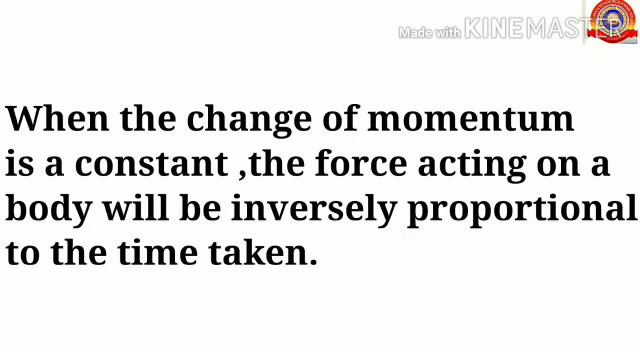 Made with KINEMASTER
When the change of momentum
is a constant ,the force acting on a
body will be inversely proportional
to the time taken.